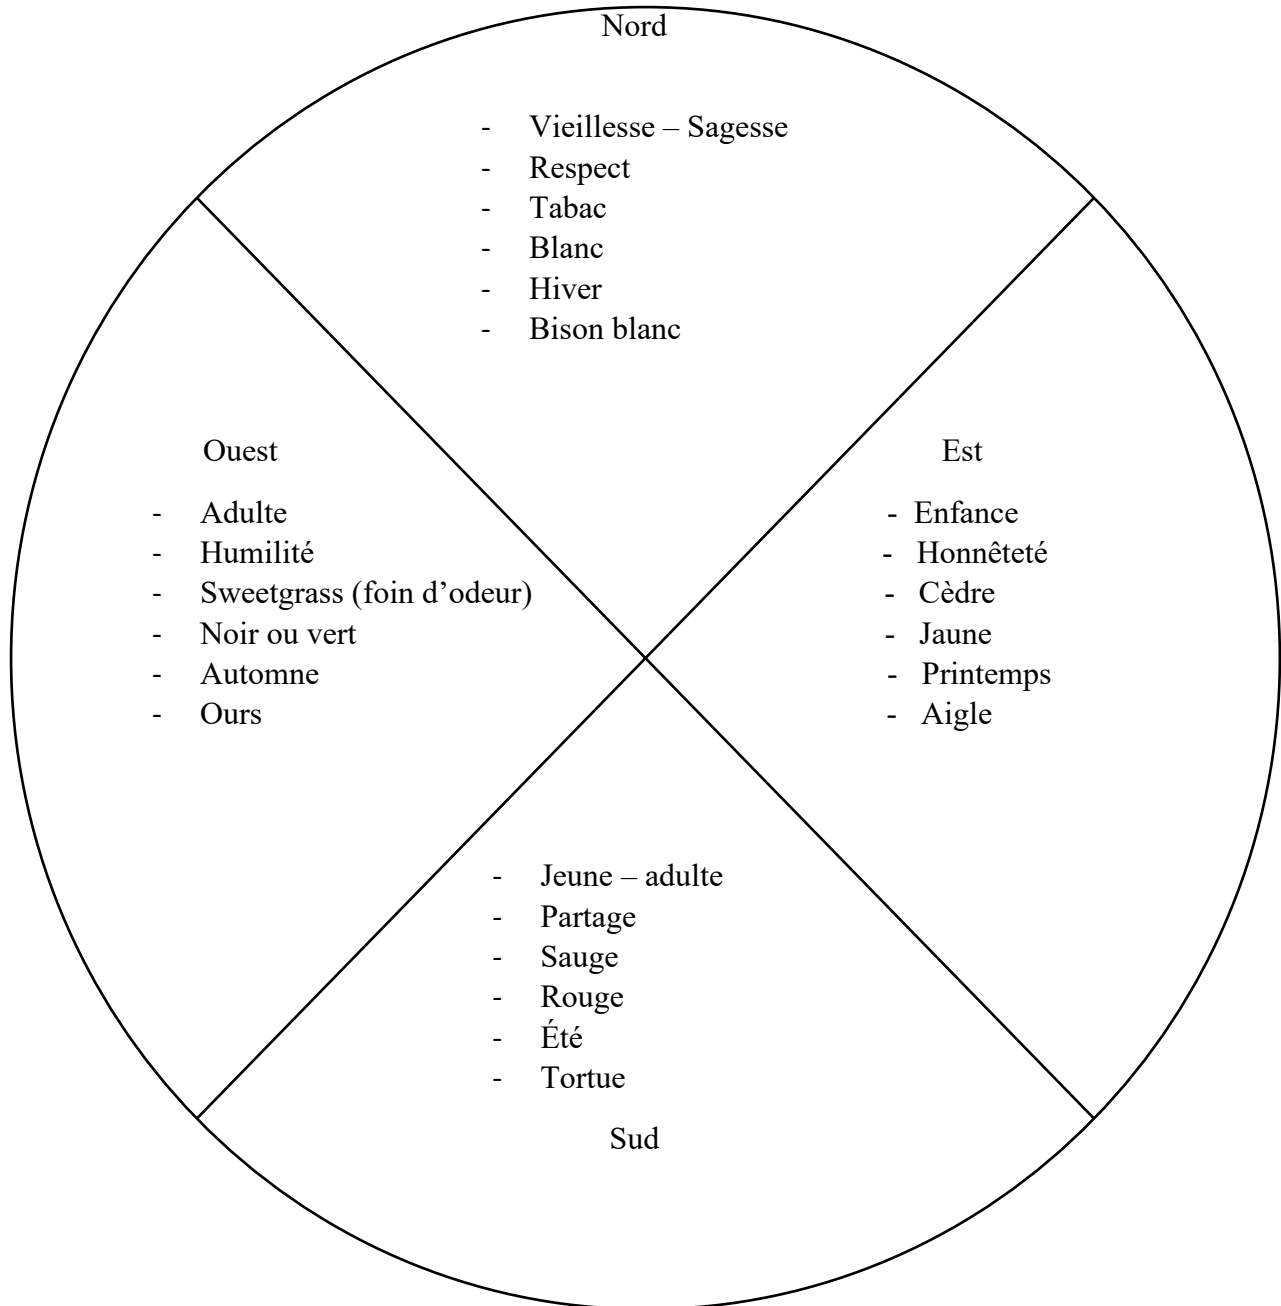 Nord
- Vieillesse – Sagesse
- Respect
- Tabac
- Blanc
- Hiver
- Bison blanc
Ouest
- Adulte
- Humilité
- Sweetgrass (foin d’odeur)
- Noir ou vert
- Automne
- Ours
Est
- Enfance
- Honnêteté
- Cèdre
- Jaune
- Printemps
- Aigle
- Jeune – adulte
- Partage
- Sauge
- Rouge
- Été
- Tortue
Sud